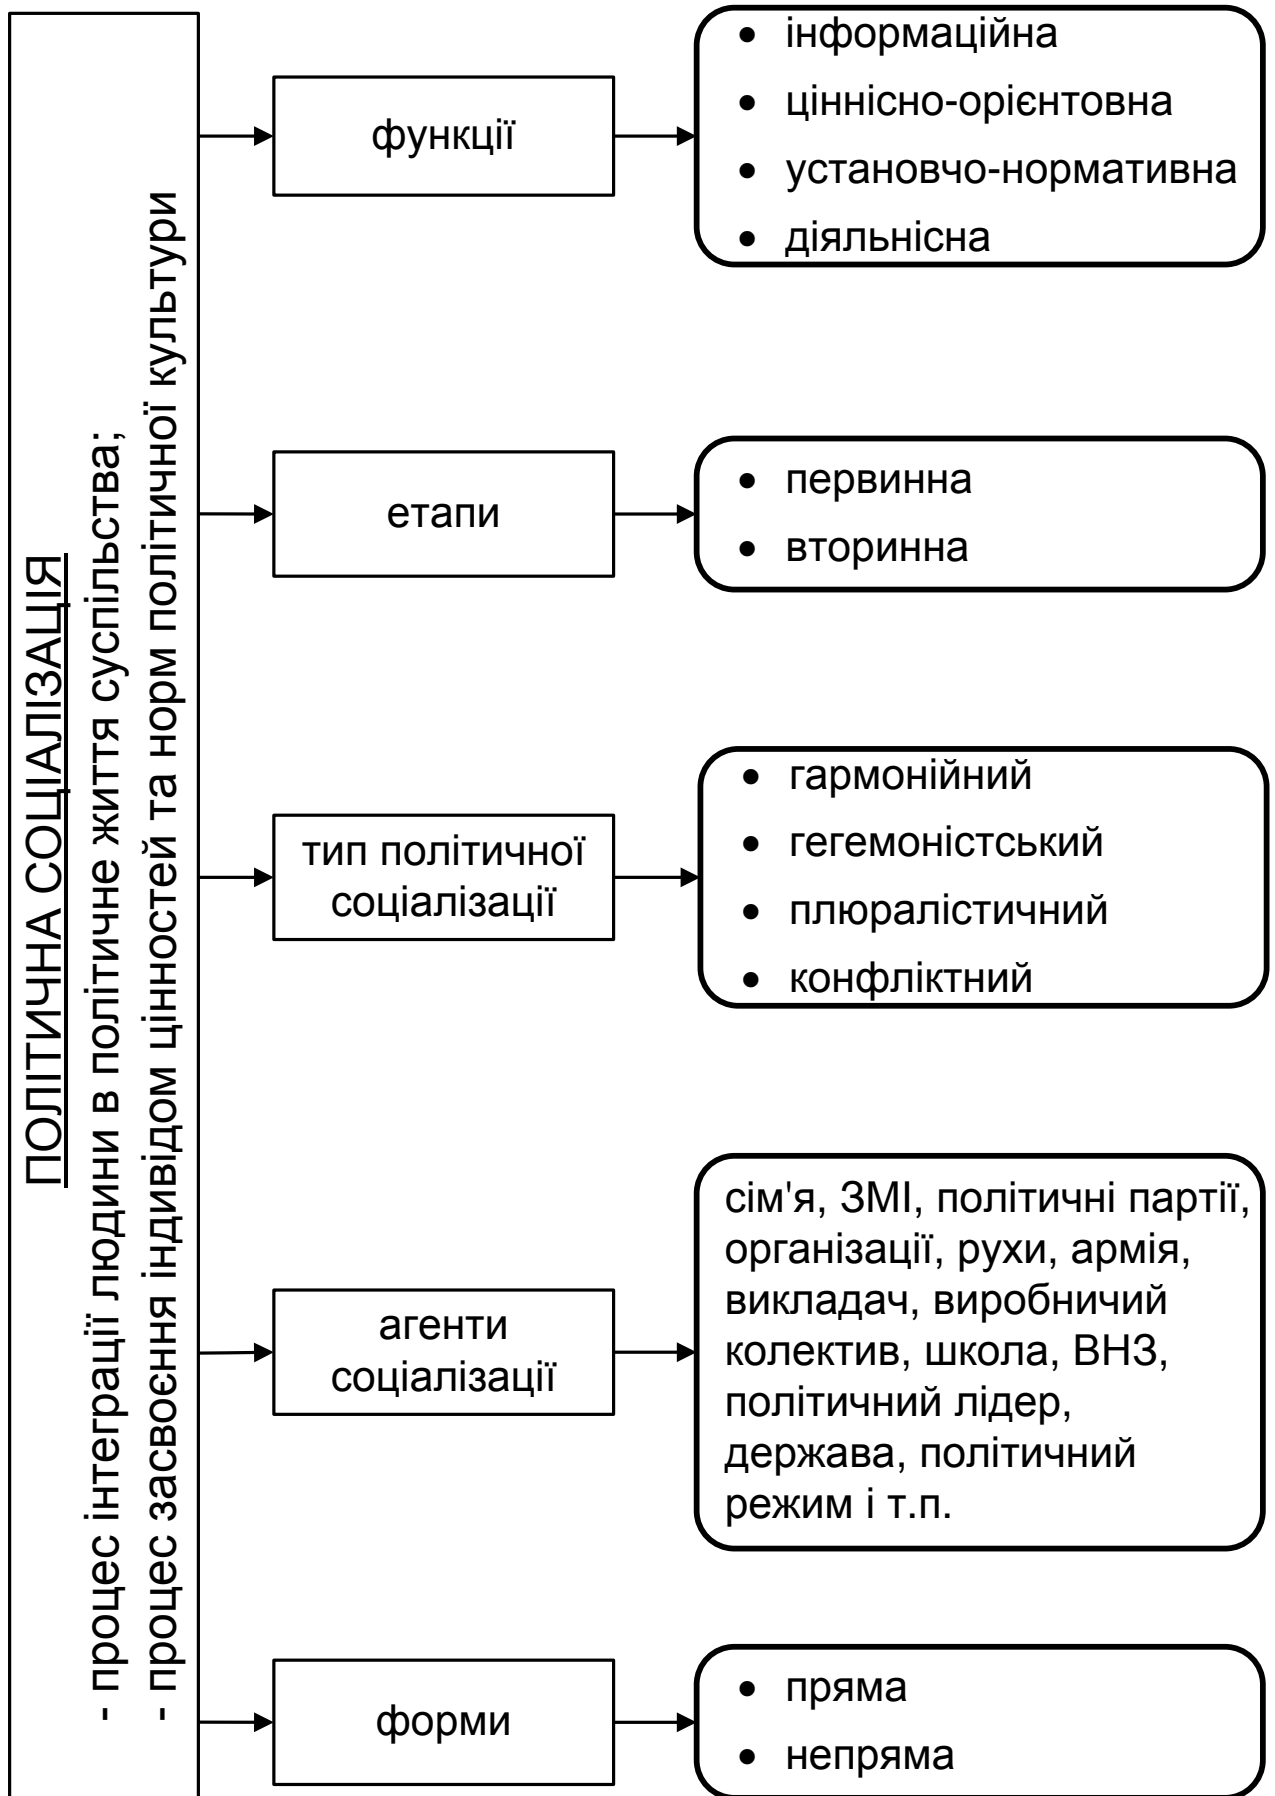 ПОЛІТИЧНА СОЦІАЛІЗАЦІЯ
- процес інтеграції людини в політичне життя суспільства;
- процес засвоєння індивідом цінностей та норм політичної культури
функції
• інформаційна
• ціннісно-орієнтовна
• установчо-нормативна
• діяльнісна
етапи
• первинна
• вторинна
тип політичної
соціалізації
• гармонійний
• гегемоністський
• плюралістичний
• конфліктний
агенти
соціалізації
сім'я, ЗМІ, політичні партії,
організації, рухи, армія,
викладач, виробничий
колектив, школа, ВНЗ,
політичний лідер,
держава, політичний
режим і т.п.
форми
• пряма
• непряма